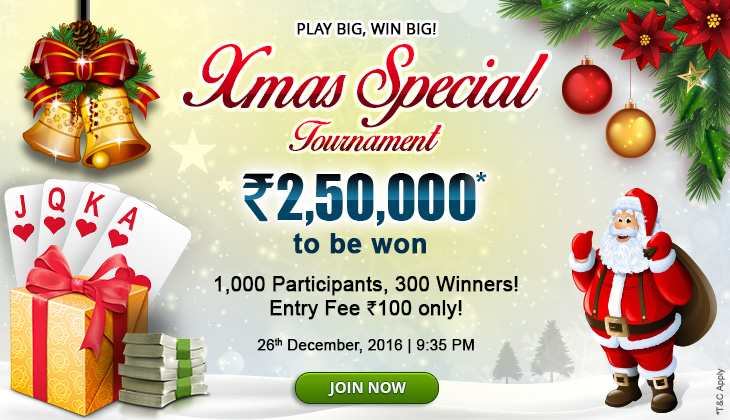 PLAY BIG, WIN BIG!
Xmas Special
Tournament
₹2,50,000*
to be won
1,000 Participants, 300 Winners!
Entry Fee ₹100 only!
26th December, 2016 | 9:35 PM
JOIN NOW
J Q K A
*T&C Apply